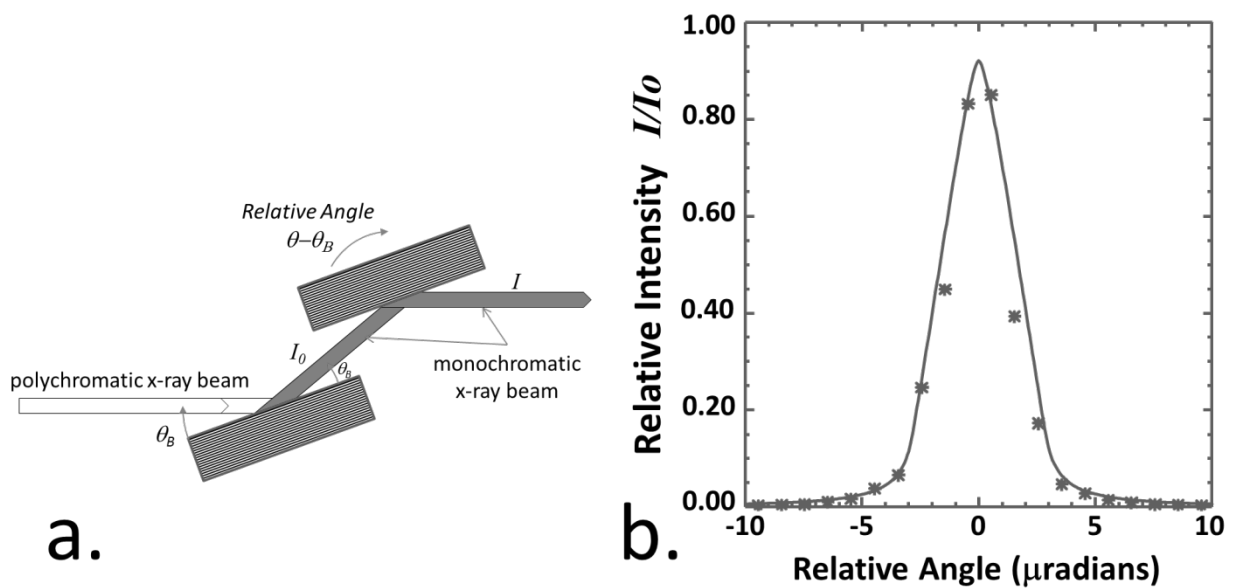 Relative Angle
θ−θB
I
I0
θB
polychromatic x-ray beam
monochromatic
x-ray beam
θB
a.
Relative Intensity I/Io
1.00
0.80
0.60
0.40
0.20
0.00
-10
-5
0
5
10
b.
Relative Angle (μradians)